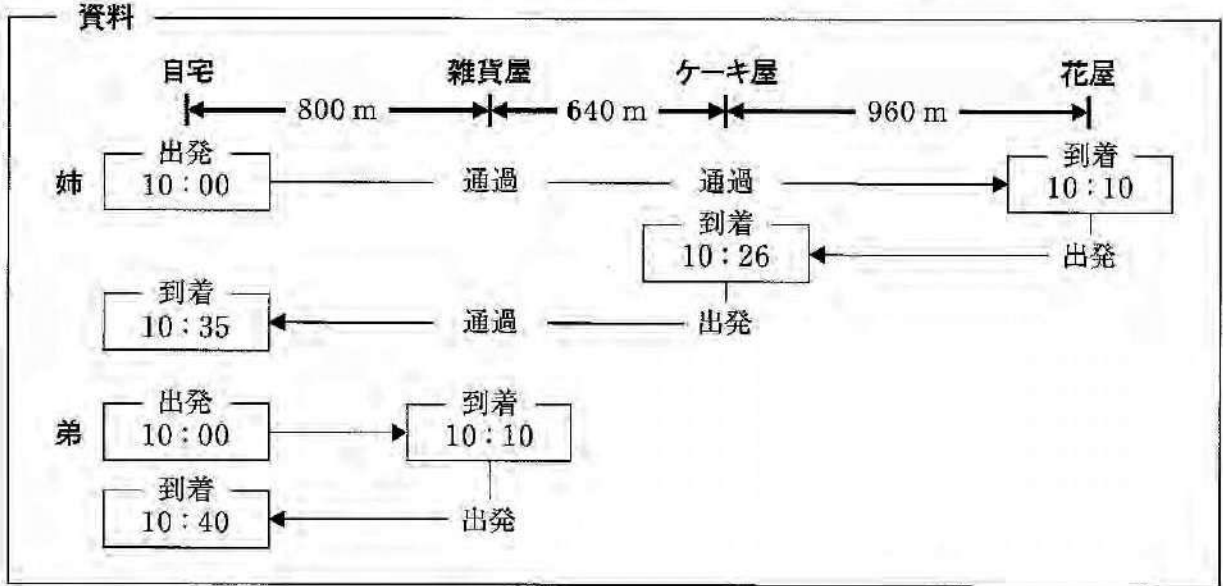 資料
自宅 雑貨屋 ケーキ屋 花屋
800 m 640 m 960 m
出発 到着
姉 10：00 通過 通過 10：10
到着
10：26 出発
到着
10：35 通過 出発
出発 到着
弟 10：00 10：10
到着
10：40 出発